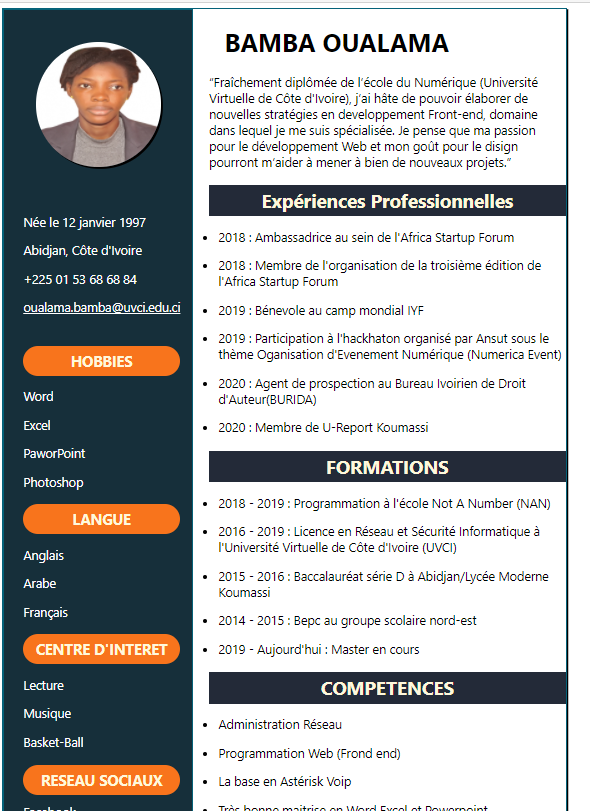 Née le 12 janvier 1997
Abidjan, Côte d'Ivoire
+225 01 53 68 68 84
oualama.bamba@uvci.edu.ci
HOBBIES
Word
Excel
PaworPoint
Photoshop
LANGUE
Anglais
Arabe
Français
CENTRE D'INTERET
Lecture
Musique
Basket-Ball
RESEAU SOCIAUX
Facebook
BAMBA OUALAMA
“Fraîchement diplômée de l’école du Numérique (Université
Virtuelle de Côte d'Ivoire), j’ai hâte de pouvoir élaborer de
nouvelles stratégies en developpement Front-end, domaine
dans lequel je me suis spécialisée. Je pense que ma passion
pour le développement Web et mon goût pour le disign
pourront m’aider à mener à bien de nouveaux projets.”
Expériences Professionnelles
• 2018 : Ambassadrice au sein de l'Africa Startup Forum
• 2018 : Membre de l'organisation de la troisième édition de
l'Africa Startup Forum
• 2019 : Bénevole au camp mondial IYF
• 2019 : Participation à l'hackhaton organisé par Ansut sous le
thème Oganisation d'Evenement Numérique (Numerica Event)
• 2020 : Agent de prospection au Bureau Ivoirien de Droit
d'Auteur(BURIDA)
• 2020 : Membre de U-Report Koumassi
FORMATIONS
• 2018 - 2019 : Programmation à l'école Not A Number (NAN)
• 2016 - 2019 : Licence en Réseau et Sécurité Informatique à
l'Université Virtuelle de Côte d'Ivoire (UVCI)
• 2015 - 2016 : Baccalauréat série D à Abidjan/Lycée Moderne
Koumassi
• 2014 - 2015 : Bepc au groupe scolaire nord-est
• 2019 - Aujourd'hui : Master en cours
COMPETENCES
• Administration Réseau
• Programmation Web (Frond end)
• La base en Astérisk Voip
• Très bonne maitrise en Word Excel et Powerpoint